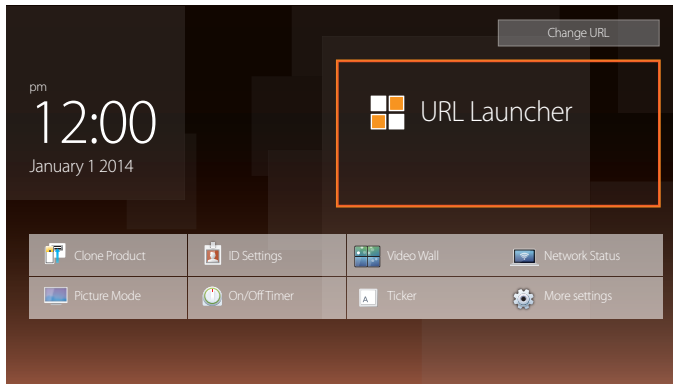 Change URL
pm
12:00
January 1 2014
URL Launcher
Clone Product
ID Settings
Video Wall
Network Status
Picture Mode
On/Off Timer
A
Ticker
More settings